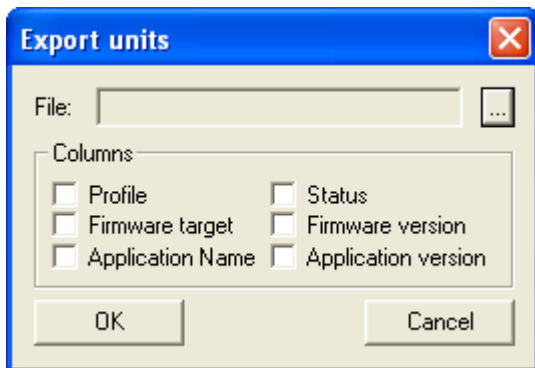 Export units
File: ...
Columns
Profile Status
Firmware target Firmware version
Application Name Application version
OK Cancel